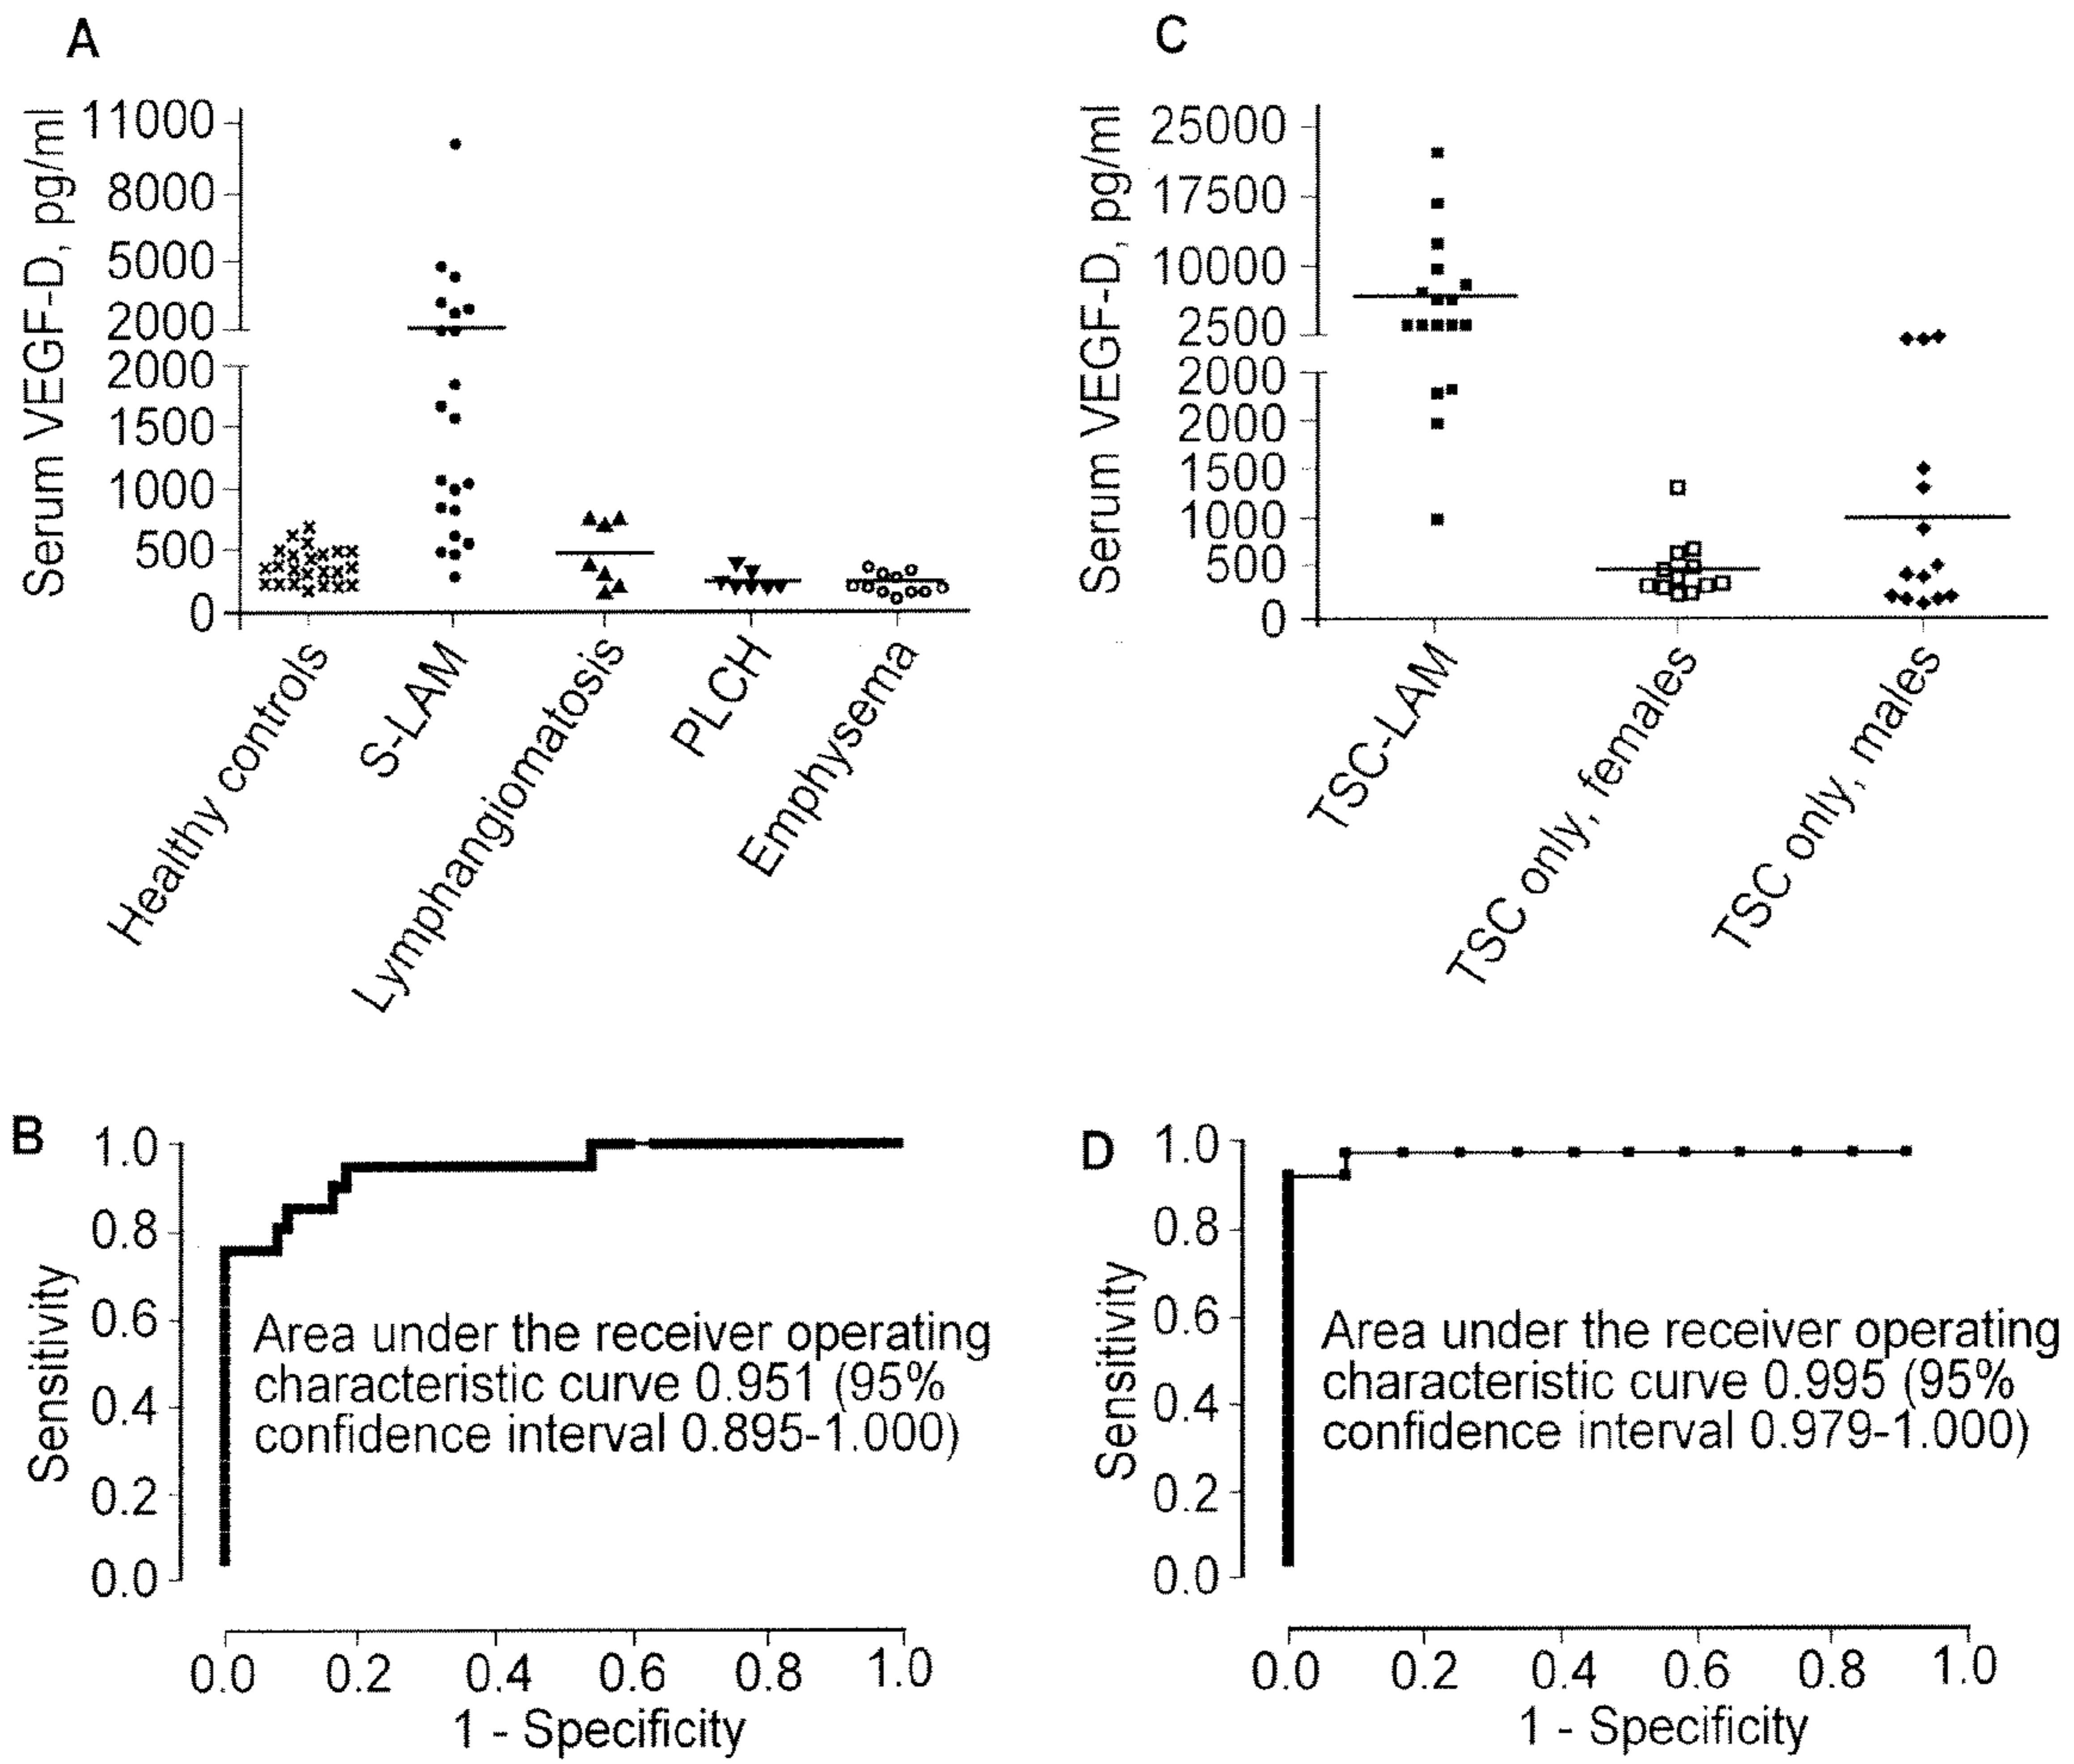 A
Serum VEGF-D, pg/ml
11000
8000
5000
2000
2000
1500
1000
500
0
Healthy controls
S-LAM
Lymphangiomatosis
PLCH
Emphysema
C
Serum VEGF-D, pg/ml
25000
17500
10000
2500
2000
2000
1500
1000
500
0
TSC-LAM
TSC only, females
TSC only, males
B
Sensitivity
1.0
0.8
0.6
0.4
0.2
0.0
Area under the receiver operating
characteristic curve 0.951 (95%
confidence interval 0.895-1.000)
0.0 0.2 0.4 0.6 0.8 1.0
1 - Specificity
D
Sensitivity
1.0
0.8
0.6
0.4
0.2
0.0
Area under the receiver operating
characteristic curve 0.995 (95%
confidence interval 0.979-1.000)
0.0 0.2 0.4 0.6 0.8 1.0
1 - Specificity